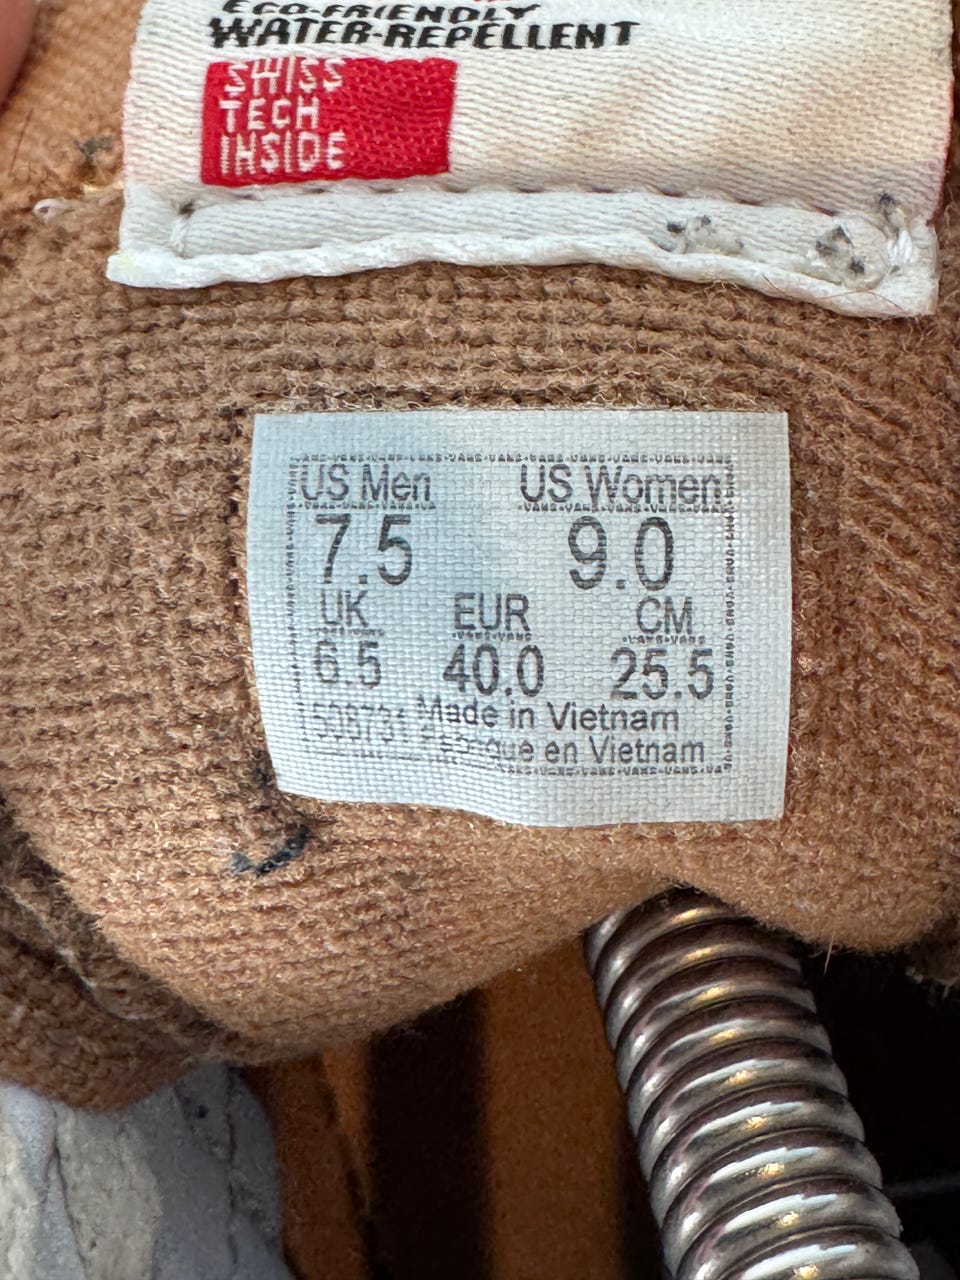 ECO-FRIENDLY
WATER-REPELLENT
SWISS
TECH
INSIDE
US Men US Women
7.5 9.0
UK EUR CM
6.5 40.0 25.5
Made in Vietnam
en Vietnam